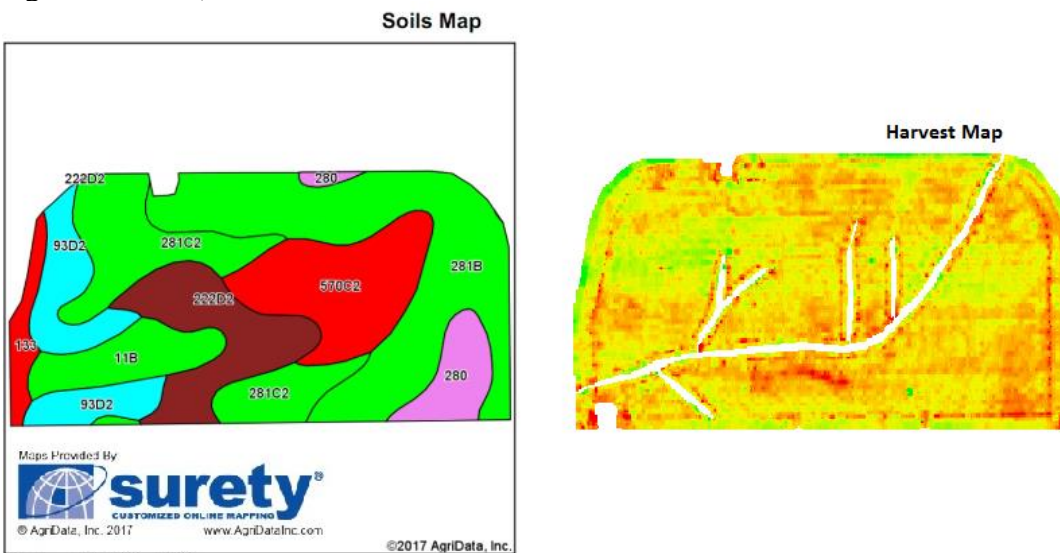 Soils Map
Harvest Map
222D2
280
93D2
281C2
281B
222D2
570C2
133
11B
280
93D2
281C2
Maps Provided By
surety®
CUSTOMIZED ONLINE MAPPING
© AgriData, Inc. 2017 www.AgriDataInc.com
©2017 AgriData, Inc.